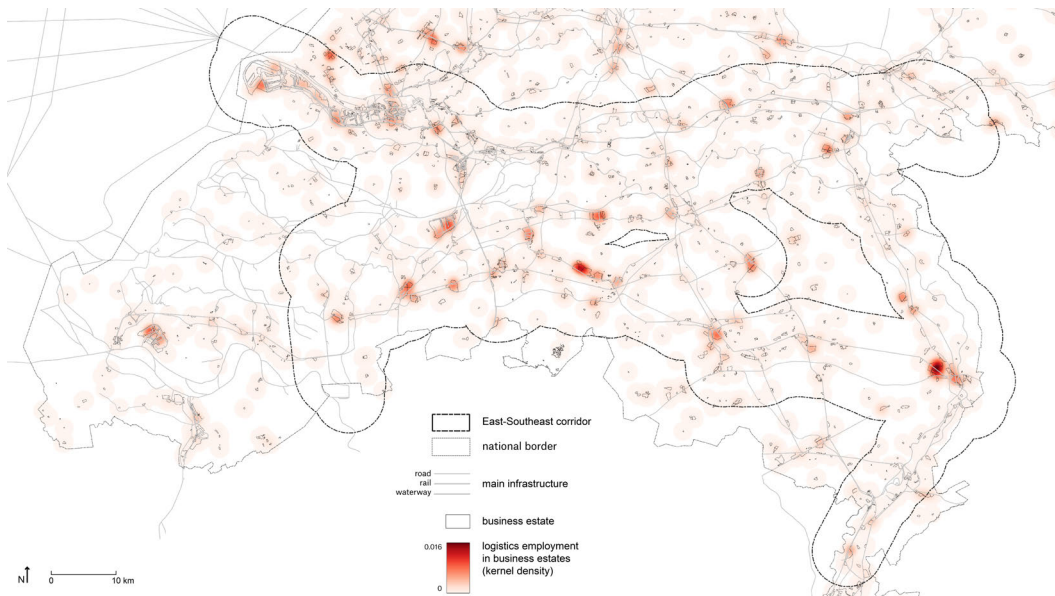 East-Southeast corridor
national border
road
rail
waterway
main infrastructure
business estate
0.016
logistics employment
in business estates
(kernel density)
0
N
0 10 km